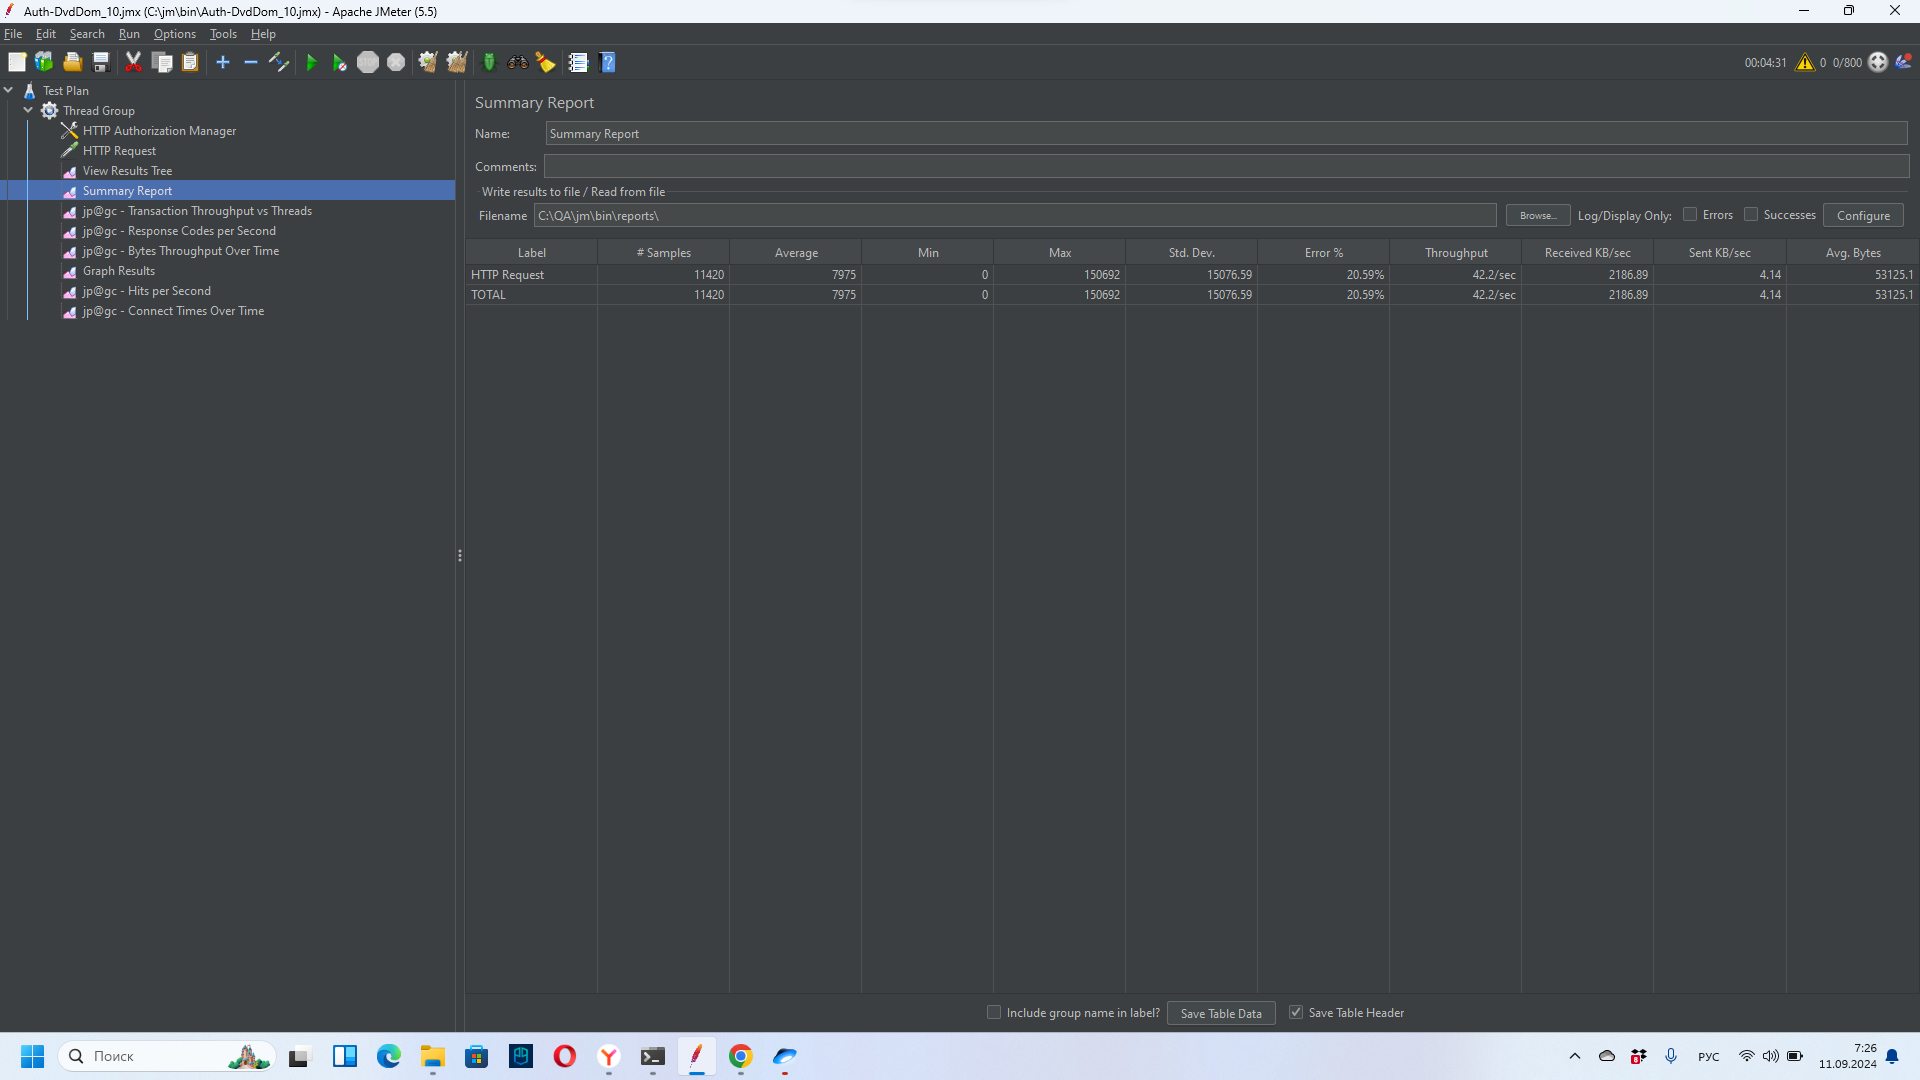 Auth-DvdDom_10.jmx (C:\jm\bin\Auth-DvdDom_10.jmx) - Apache JMeter (5.5)
File Edit Search Run Options Tools Help
00:04:31 0 0/800
Test Plan
Thread Group
HTTP Authorization Manager
HTTP Request
View Results Tree
Summary Report
jp@gc - Transaction Throughput vs Threads
jp@gc - Response Codes per Second
jp@gc - Bytes Throughput Over Time
Graph Results
jp@gc - Hits per Second
jp@gc - Connect Times Over Time
Summary Report
Name: Summary Report
Comments:
Write results to file / Read from file
Filename C:\QA\jm\bin\reports\ Browse... Log/Display Only: Errors Successes Configure
Label # Samples Average Min Max Std. Dev. Error % Throughput Received KB/sec Sent KB/sec Avg. Bytes
HTTP Request 11420 7975 0 150692 15076.59 20.59% 42.2/sec 2186.89 4.14 53125.1
TOTAL 11420 7975 0 150692 15076.59 20.59% 42.2/sec 2186.89 4.14 53125.1
Include group name in label? Save Table Data Save Table Header
Поиск
РУС
7:26
11.09.2024